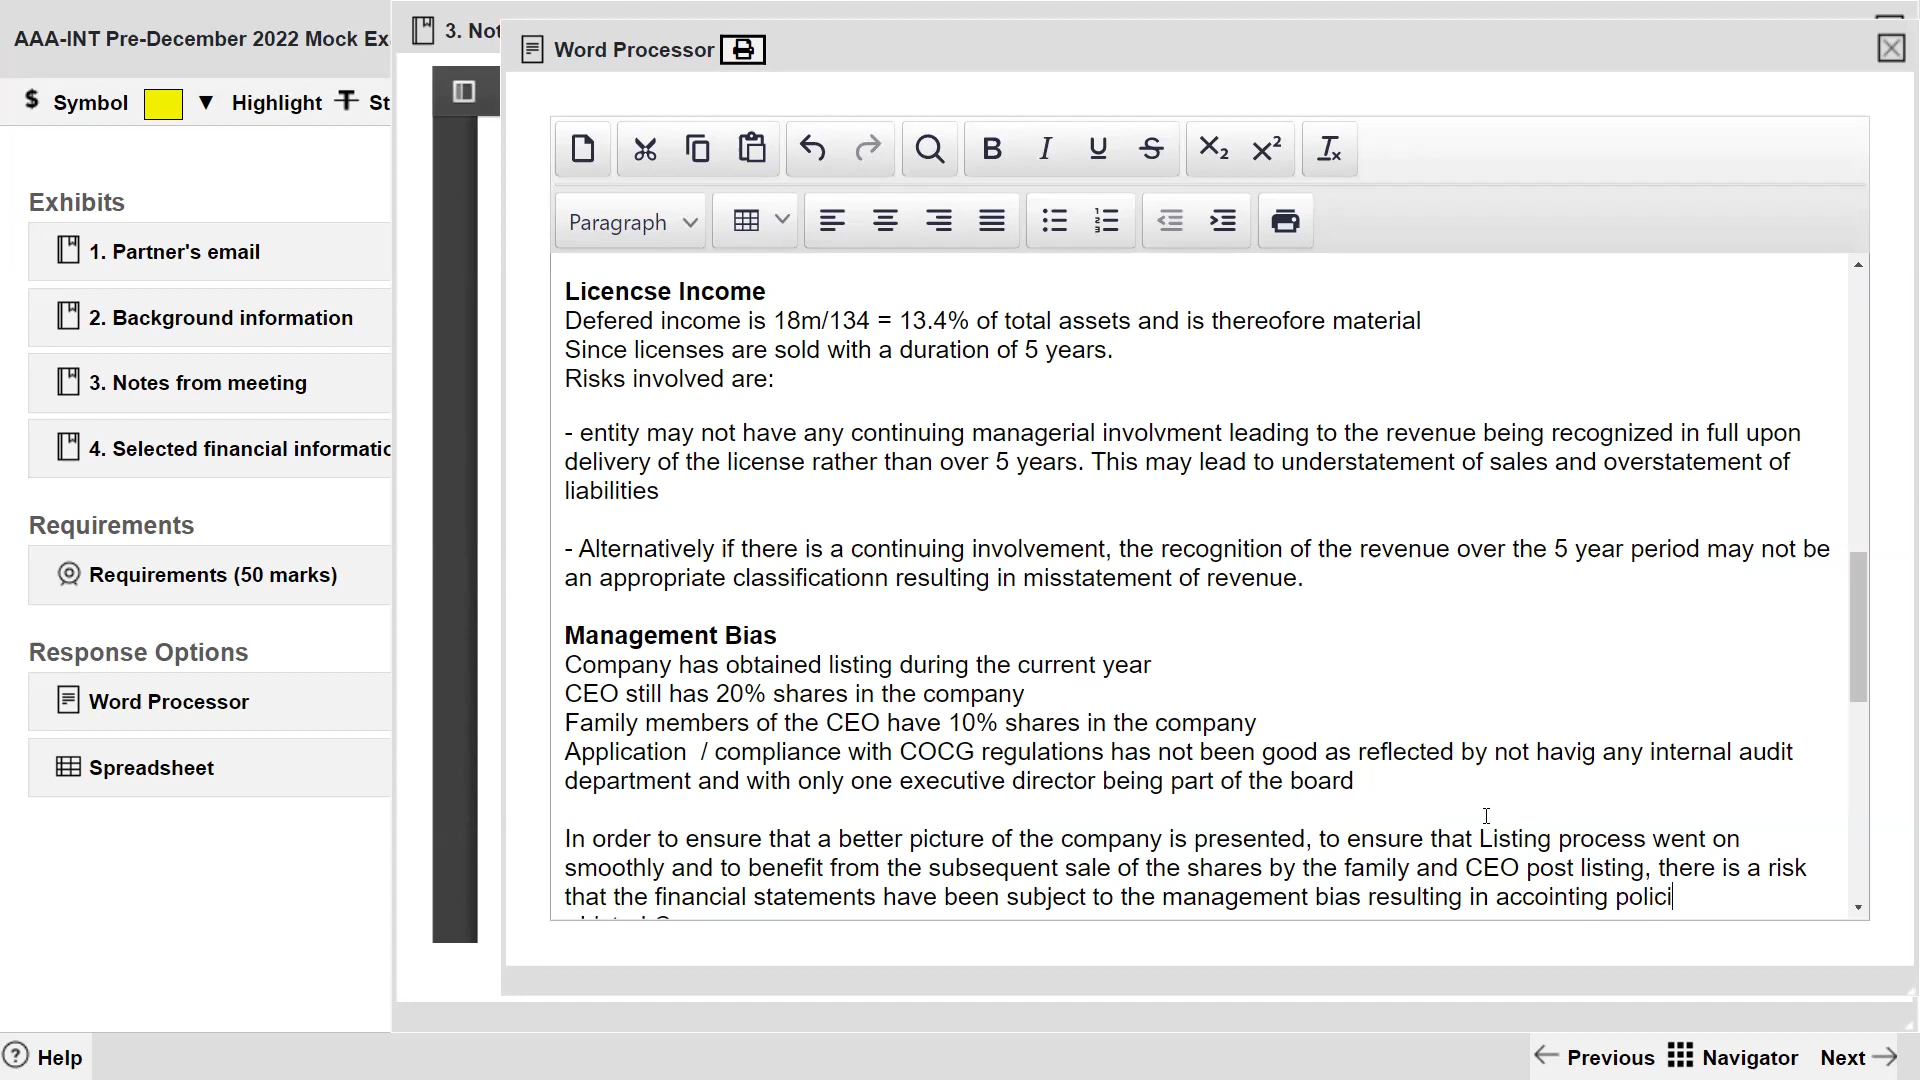 AAA-INT Pre-December 2022 Mock Ex
3. Not
Word Processor
$ Symbol
Highlight
St
Paragraph
Exhibits
1. Partner's email
2. Background information
3. Notes from meeting
4. Selected financial informatio
Requirements
Requirements (50 marks)
Response Options
Word Processor
Spreadsheet
Licencse Income
Defered income is 18m/134 = 13.4% of total assets and is thereofore material
Since licenses are sold with a duration of 5 years.
Risks involved are:
- entity may not have any continuing managerial involvment leading to the revenue being recognized in full upon
delivery of the license rather than over 5 years. This may lead to understatement of sales and overstatement of
liabilities
- Alternatively if there is a continuing involvement, the recognition of the revenue over the 5 year period may not be
an appropriate classificationn resulting in misstatement of revenue.
Management Bias
Company has obtained listing during the current year
CEO still has 20% shares in the company
Family members of the CEO have 10% shares in the company
Application  / compliance with COCG regulations has not been good as reflected by not havig any internal audit
department and with only one executive director being part of the board
In order to ensure that a better picture of the company is presented, to ensure that Listing process went on
smoothly and to benefit from the subsequent sale of the shares by the family and CEO post listing, there is a risk
that the financial statements have been subject to the management bias resulting in accointing polici
Help
Previous
Navigator
Next